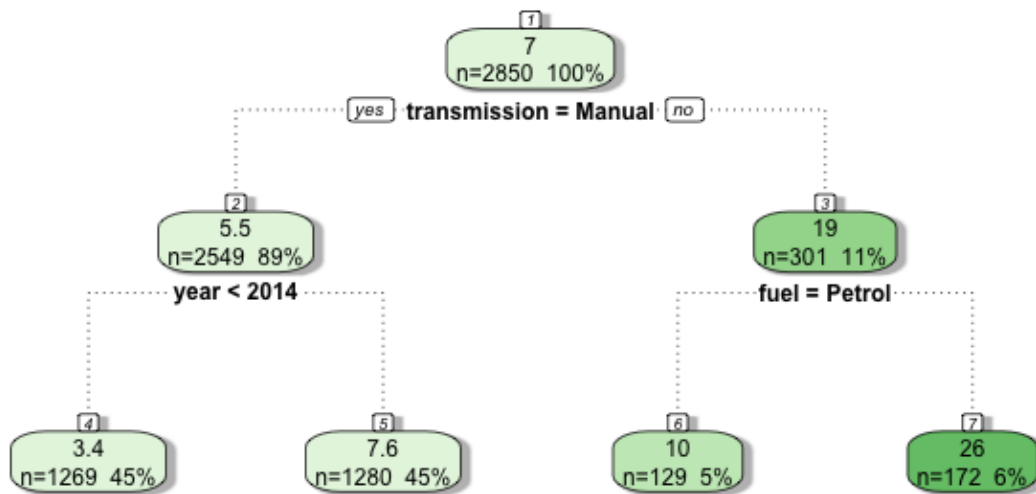 1
7
n=2850 100%
yes transmission = Manual no
2
5.5
n=2549 89%
3
19
n=301 11%
year < 2014
fuel = Petrol
4
3.4
n=1269 45%
5
7.6
n=1280 45%
6
10
n=129 5%
7
26
n=172 6%